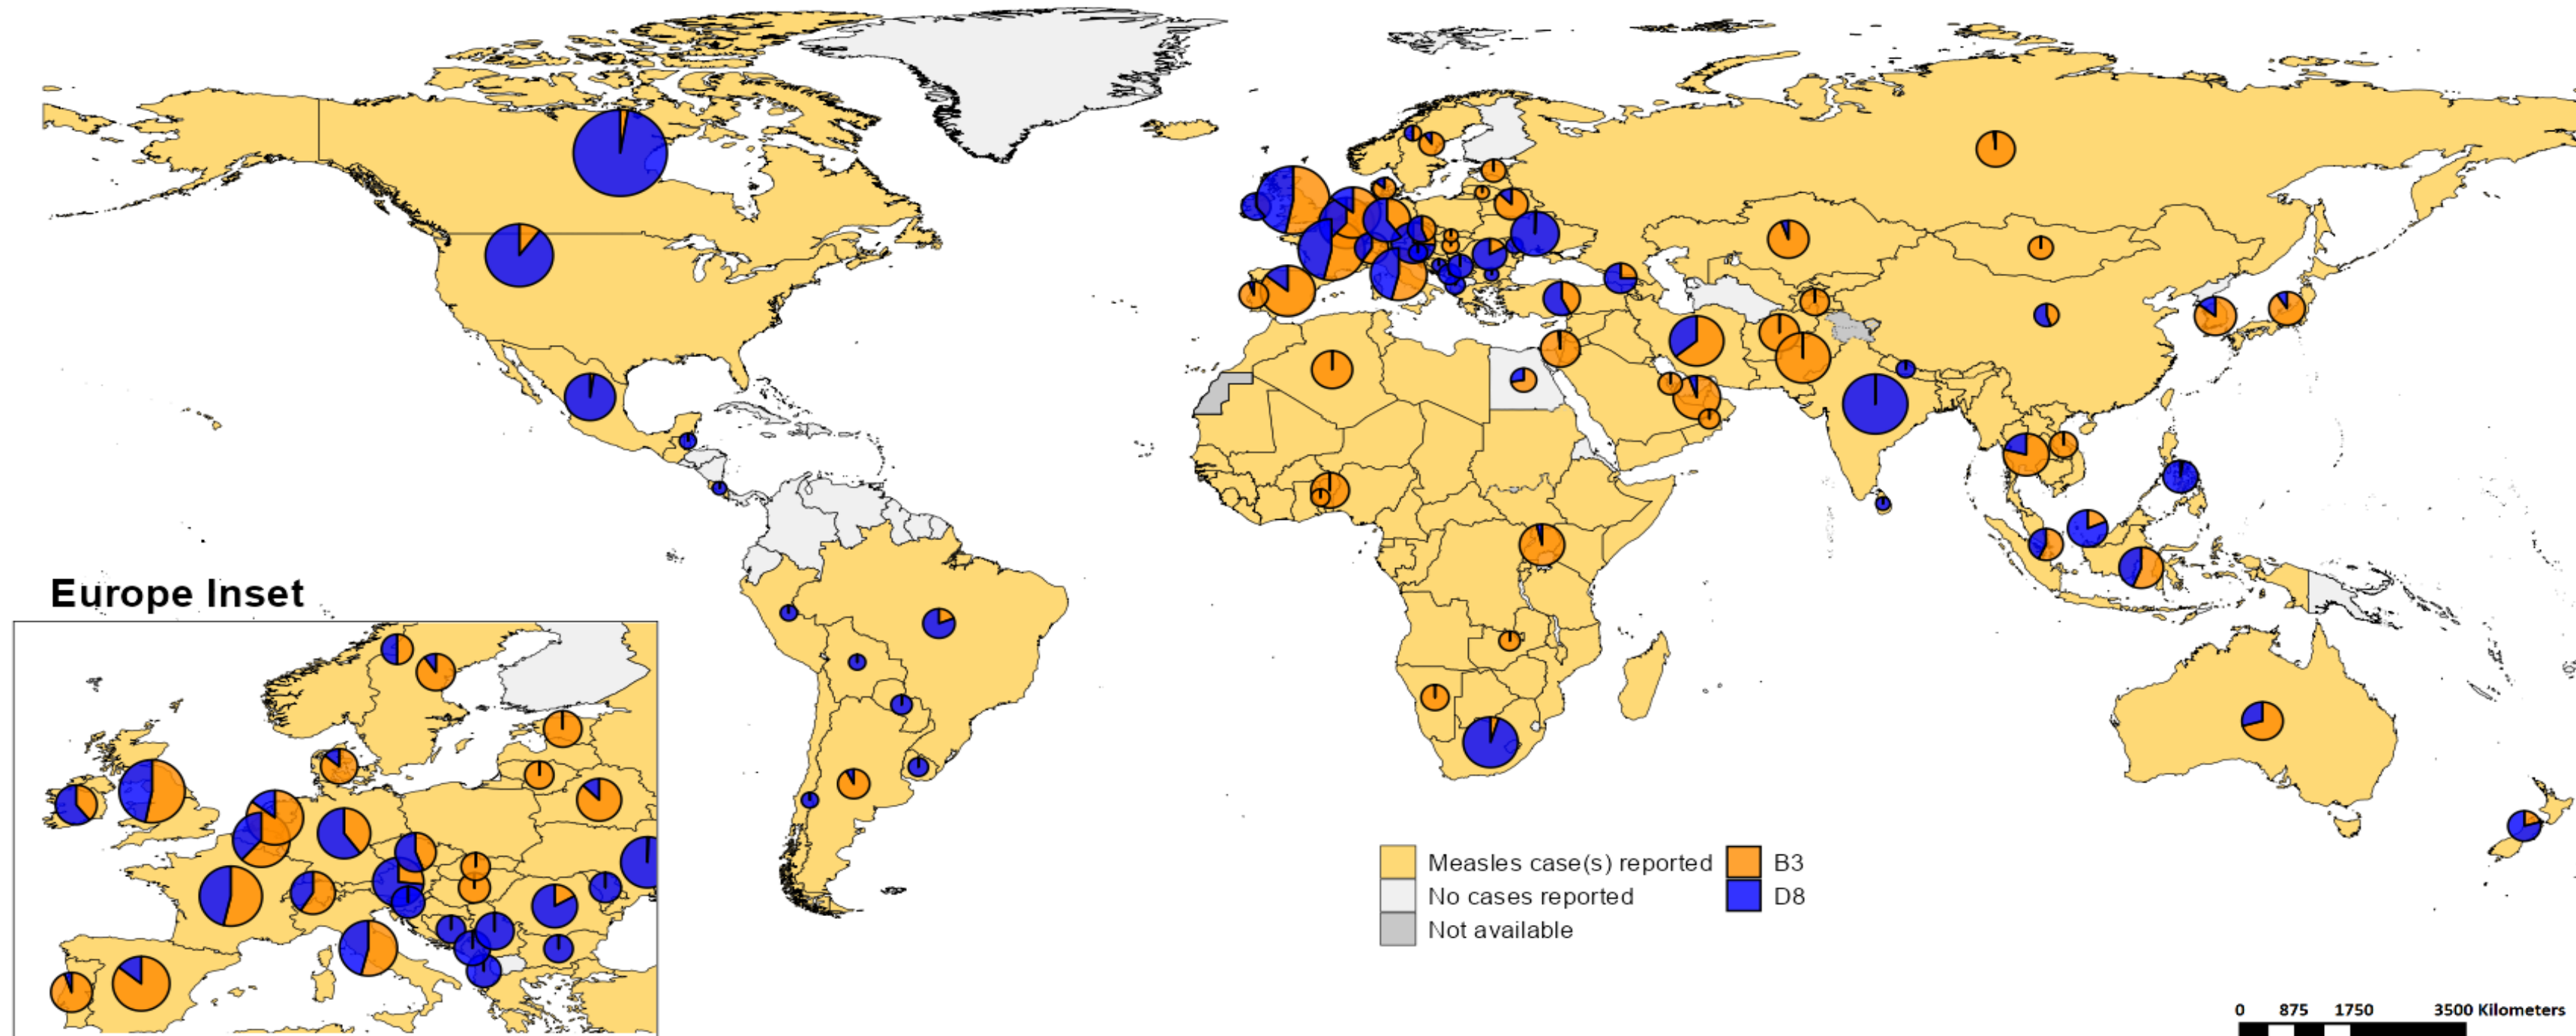 Europe Inset
Measles case(s) reported
B3
No cases reported
D8
Not available
0 875 1750 3500 Kilometers